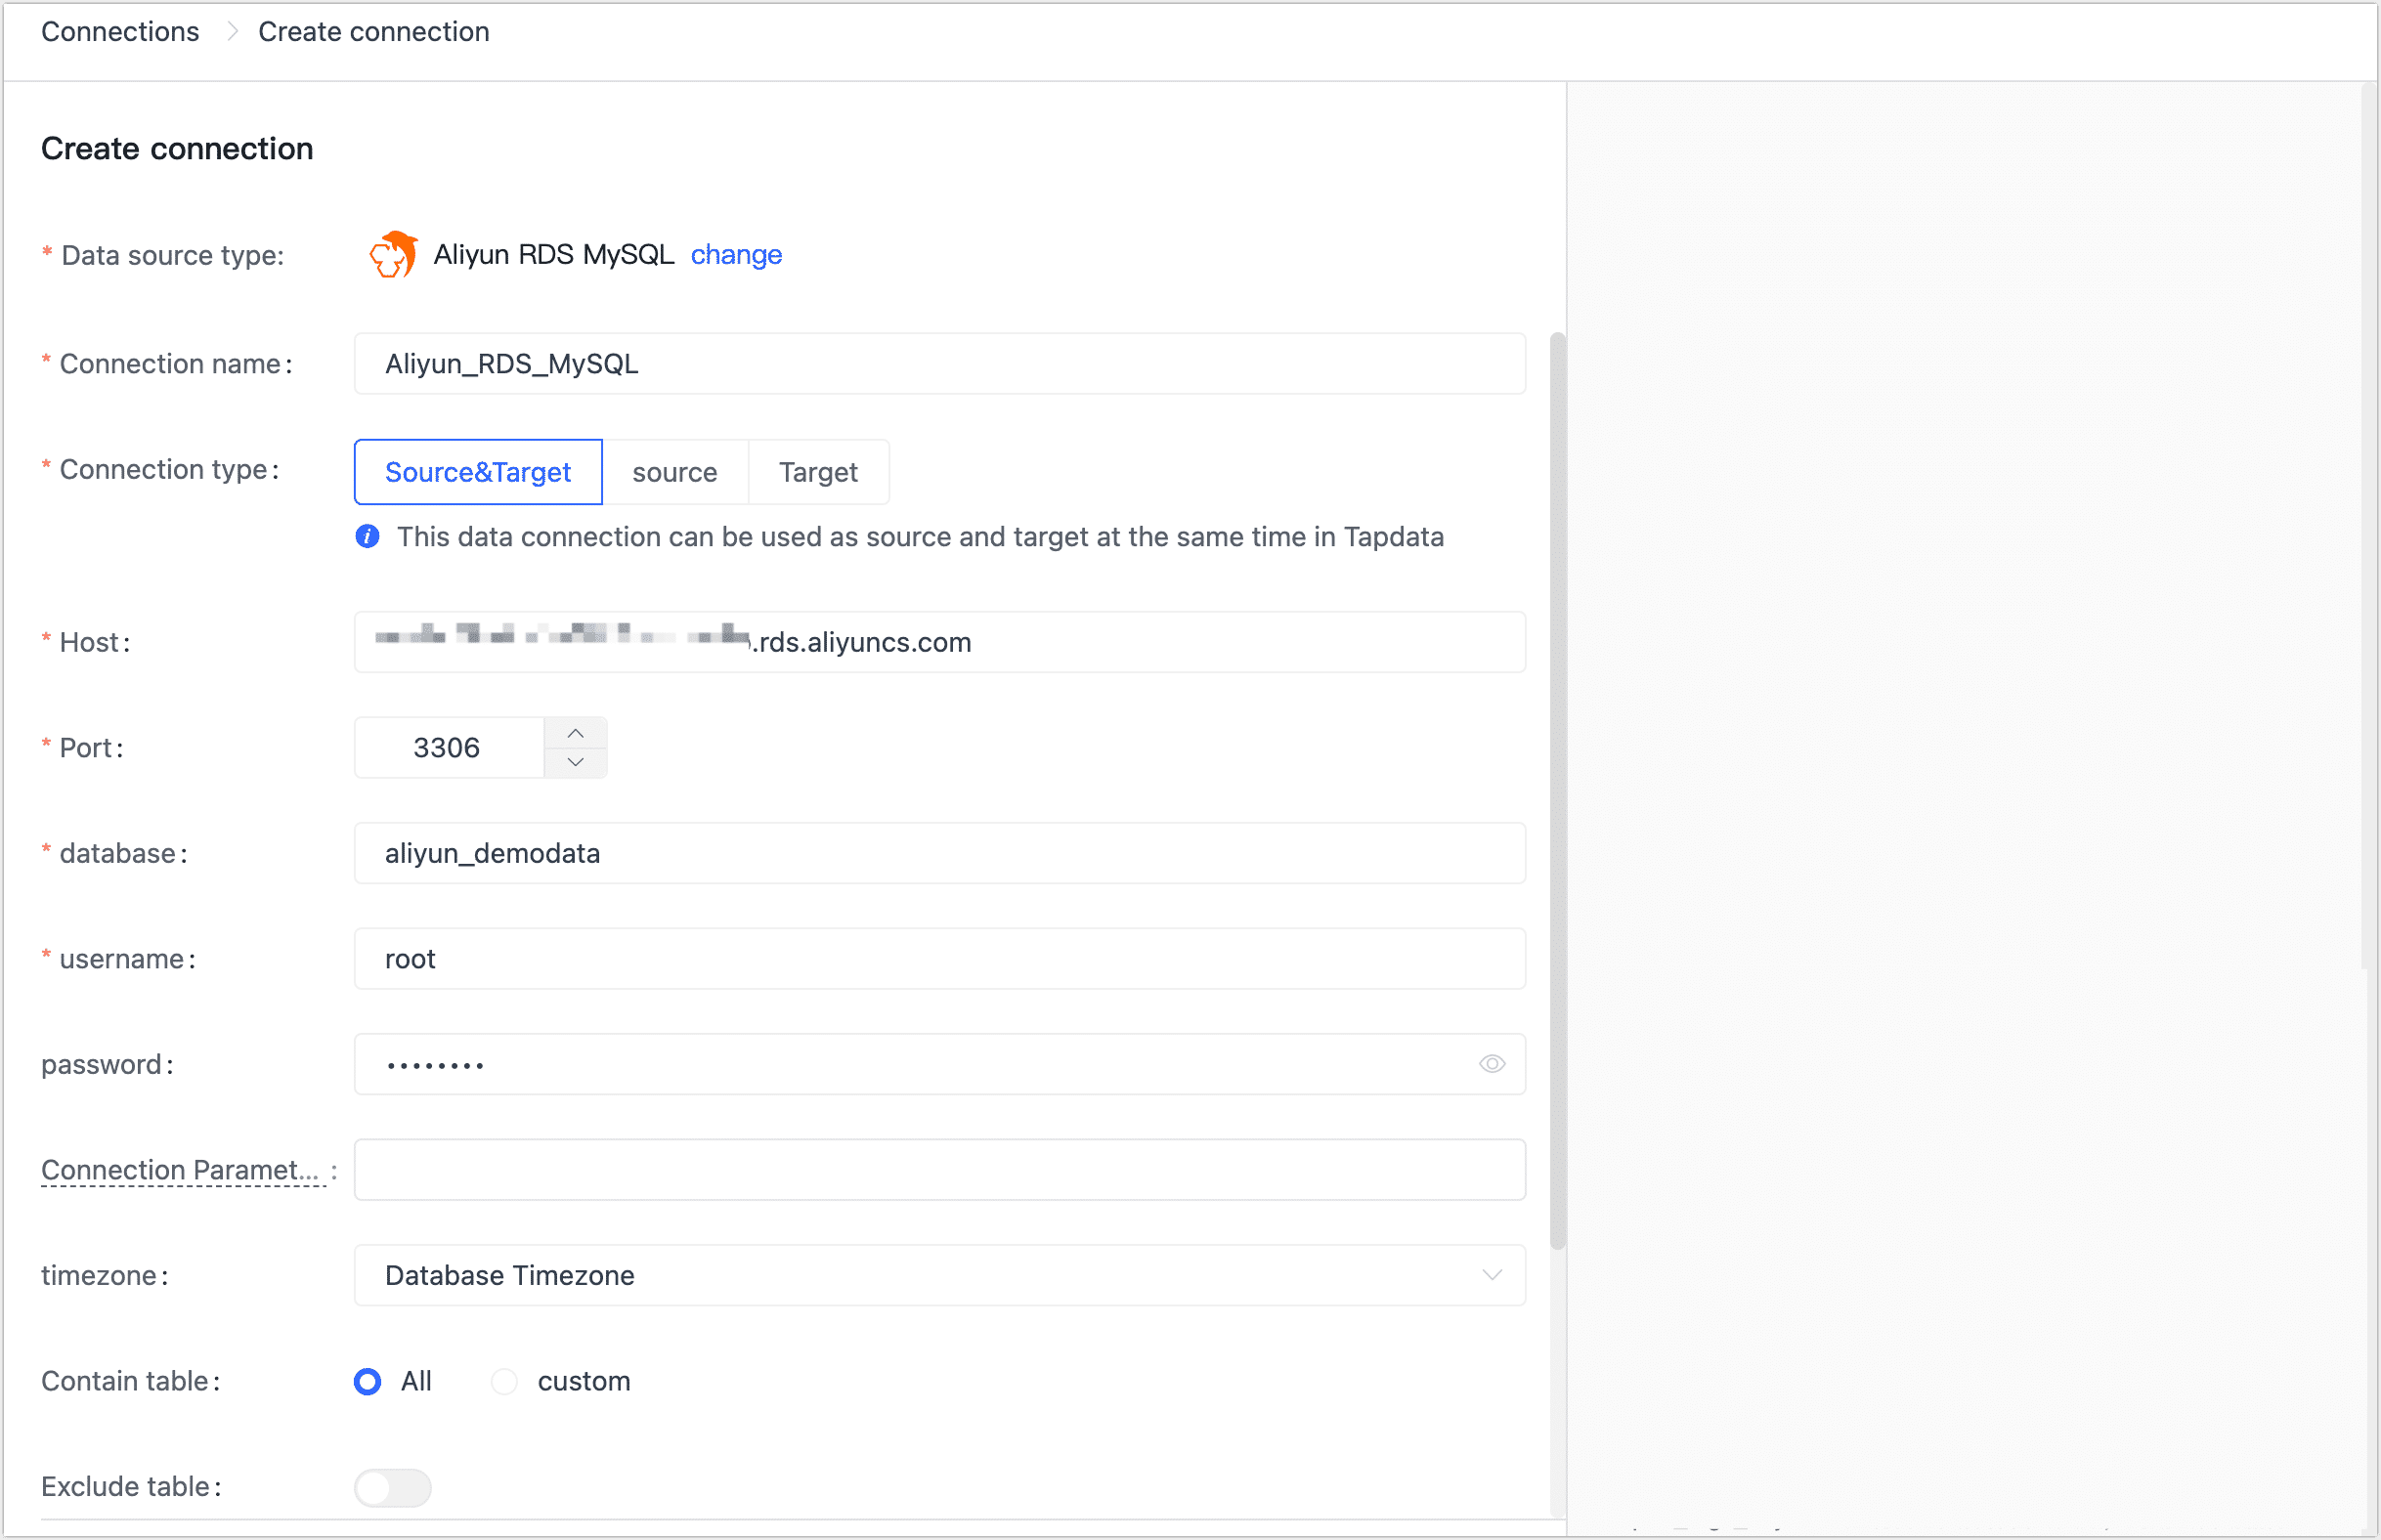 Connections > Create connection
Create connection
* Data source type: Aliyun RDS MySQL change
* Connection name: Aliyun_RDS_MySQL
* Connection type: Source&Target source Target
This data connection can be used as source and target at the same time in Tapdata
* Host: .rds.aliyuncs.com
* Port: 3306
* database: aliyun_demodata
* username: root
password: ••••••••
Connection Paramet... :
timezone: Database Timezone
Contain table: All custom
Exclude table: